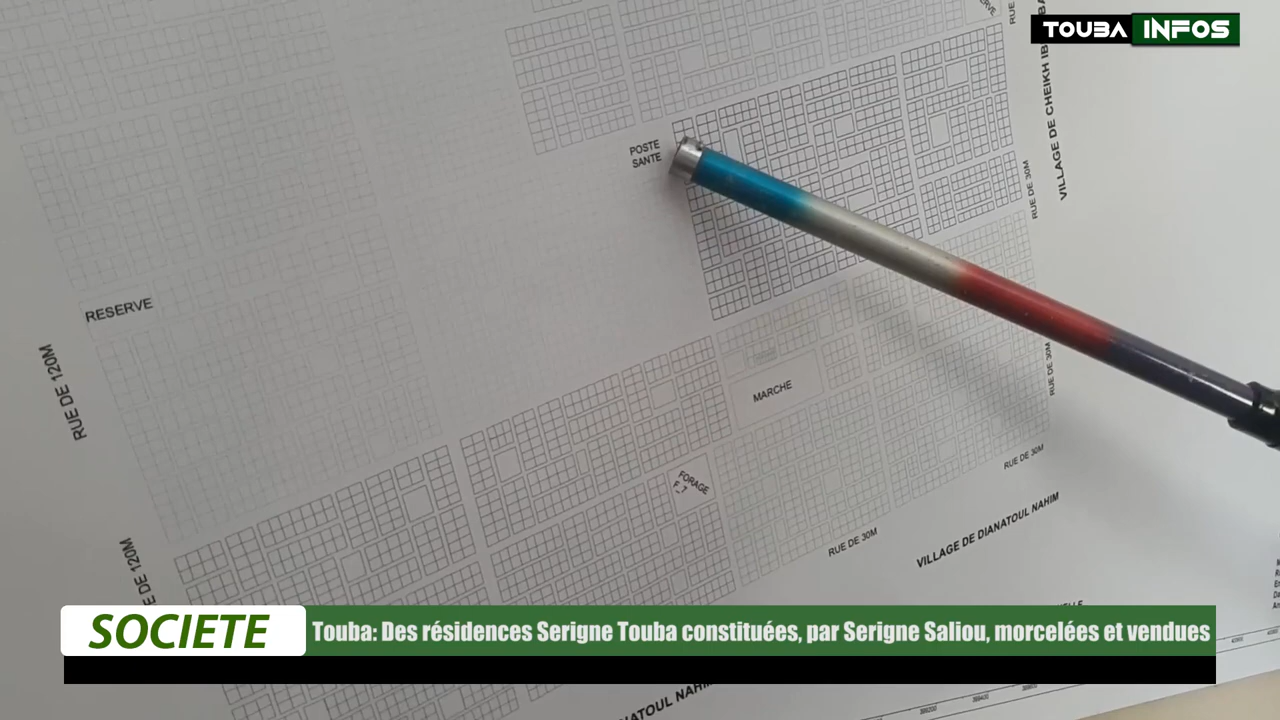 TOUBA INFOS
RUE
VILLAGE DE CHEIKH IB
POSTE
SANTE
RUE DE 30M
RESERVE
RUE DE 120M
MARCHE
RUE DE 30M
FORAGE
RUE DE 30M
VILLAGE DE DIANATOUL NAHIM
RUE DE 30M
E DE 120M
SOCIETE
Touba: Des résidences Serigne Touba constituées, par Serigne Saliou, morcelées et vendues
NATOUL NAHIM